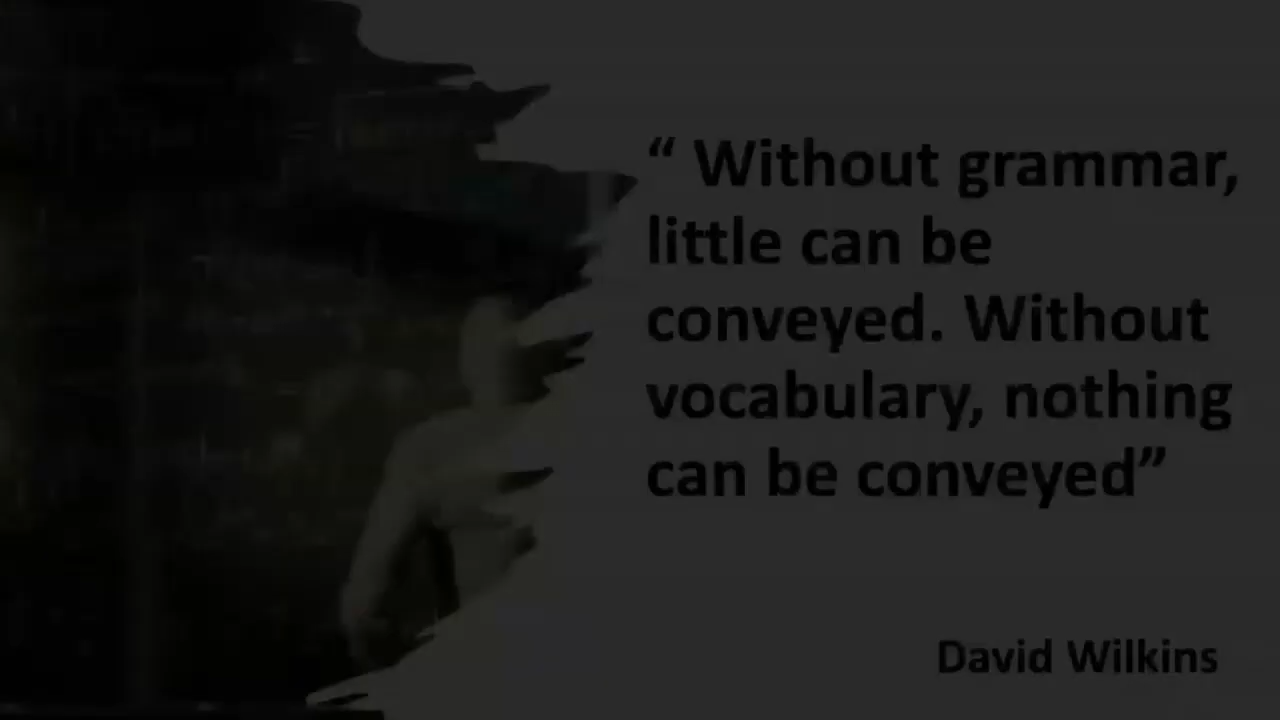 “ Without grammar,
little can be
conveyed. Without
vocabulary, nothing
can be conveyed”
David Wilkins